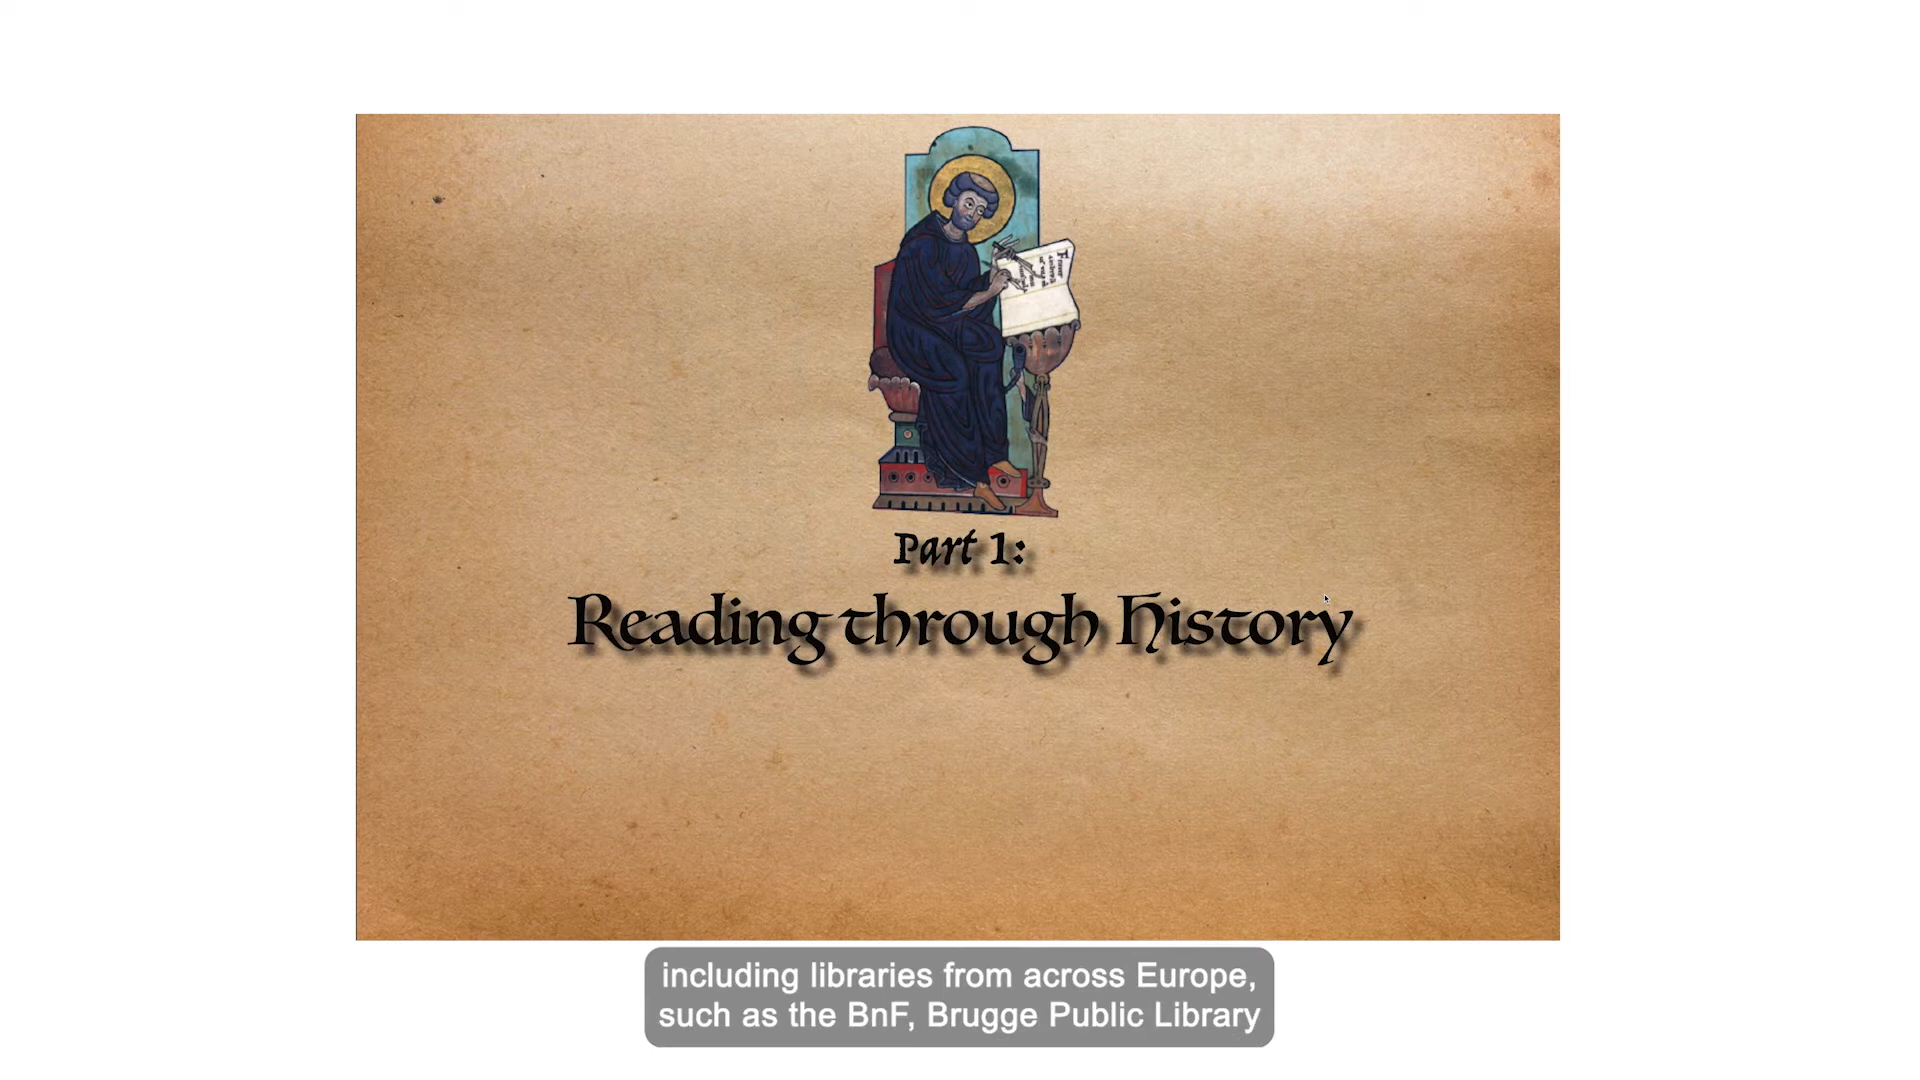 Part 1:
Reading through History
including libraries from across Europe,
such as the BnF, Brugge Public Library